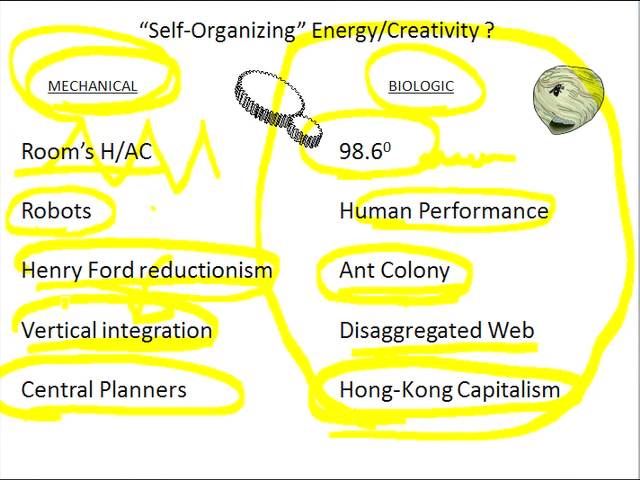 “Self-Organizing” Energy/Creativity ?
MECHANICAL
BIOLOGIC
Room’s H/AC
98.6⁰
Robots
Human Performance
Henry Ford reductionism
Ant Colony
Vertical integration
Disaggregated Web
Central Planners
Hong-Kong Capitalism